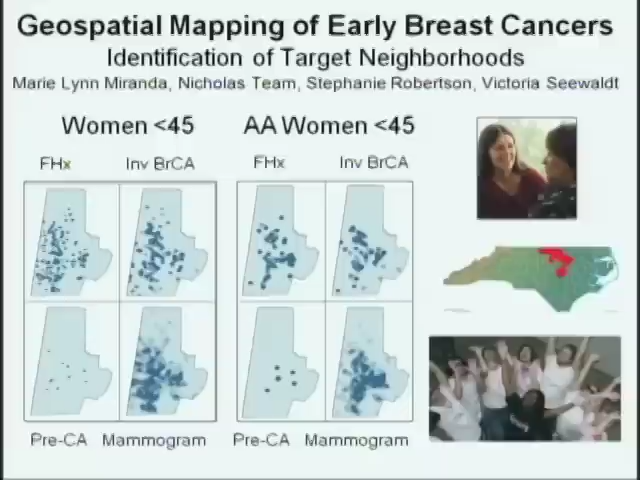 Geospatial Mapping of Early Breast Cancers
Identification of Target Neighborhoods
Marie Lynn Miranda, Nicholas Team, Stephanie Robertson, Victoria Seewaldt
Women <45 AA Women <45
FHx Inv BrCA FHx Inv BrCA
Pre-CA Mammogram Pre-CA Mammogram